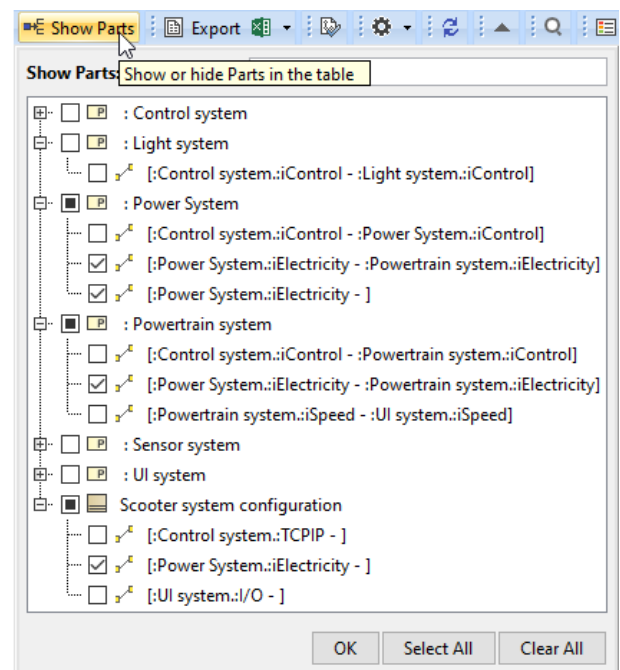 Show Parts Export
Show Parts: Show or hide Parts in the table
P : Control system
P : Light system
[:Control system.:iControl - :Light system.:iControl]
P : Power System
[:Control system.:iControl - :Power System.:iControl]
[:Power System.:iElectricity - :Powertrain system.:iElectricity]
[:Power System.:iElectricity - ]
P : Powertrain system
[:Control system.:iControl - :Powertrain system.:iControl]
[:Power System.:iElectricity - :Powertrain system.:iElectricity]
[:Powertrain system.:iSpeed - :UI system.:iSpeed]
P : Sensor system
P : UI system
Scooter system configuration
[:Control system.:TCPIP - ]
[:Power System.:iElectricity - ]
[:UI system.:I/O - ]
OK Select All Clear All